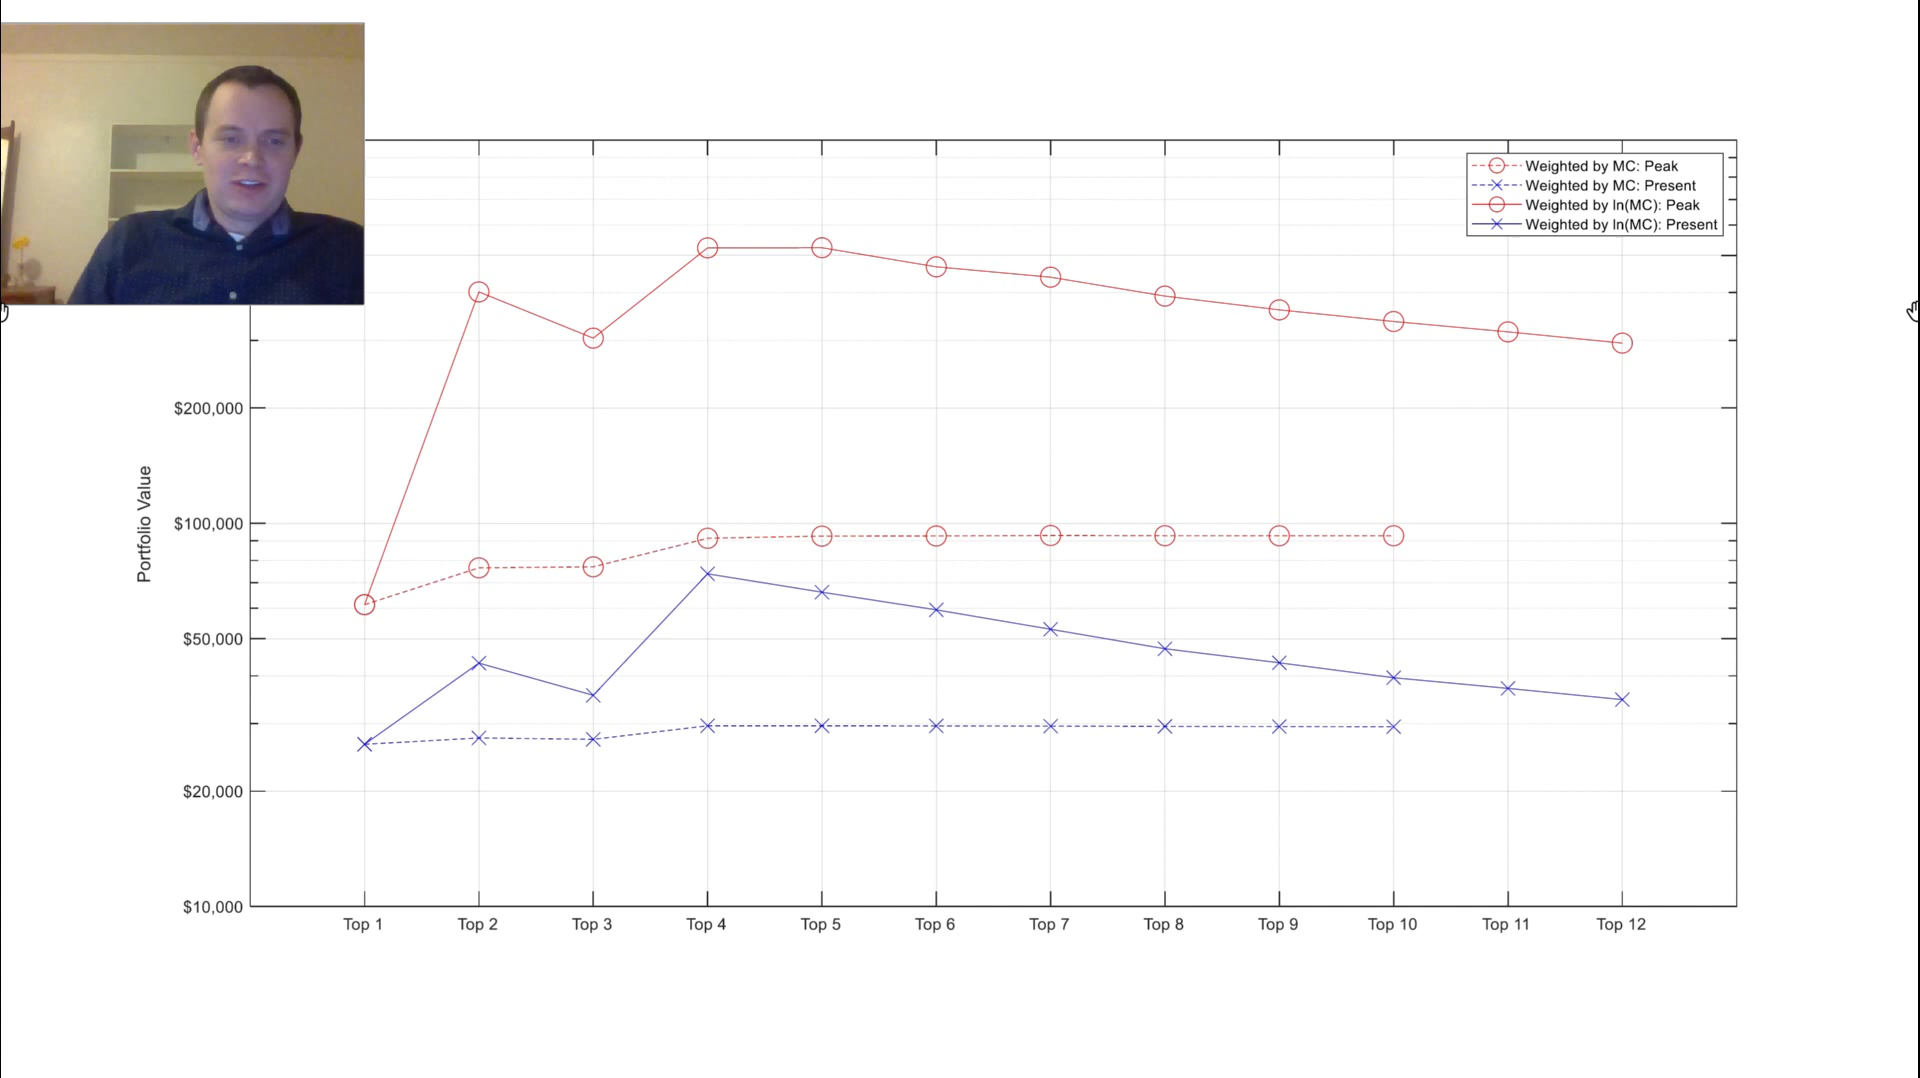 Weighted by MC: Peak
Weighted by MC: Present
Weighted by ln(MC): Peak
Weighted by ln(MC): Present
Portfolio Value
$200,000
$100,000
$50,000
$20,000
$10,000
Top 1 Top 2 Top 3 Top 4 Top 5 Top 6 Top 7 Top 8 Top 9 Top 10 Top 11 Top 12